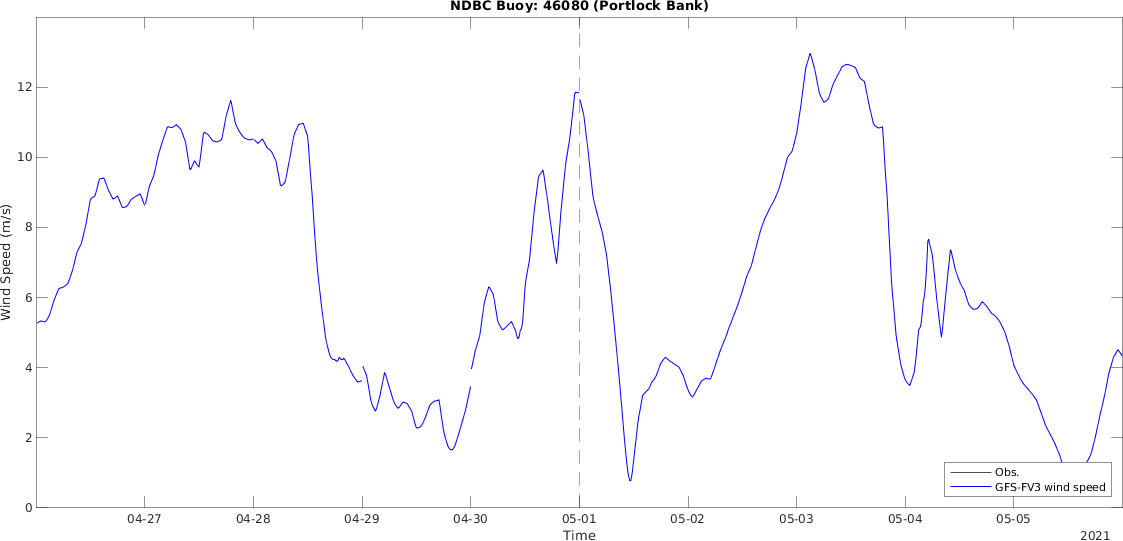 NDBC Buoy: 46080 (Portlock Bank)
Wind Speed (m/s)
12
10
8
6
4
2
0
04-27 04-28 04-29 04-30 05-01 05-02 05-03 05-04 05-05
Time
2021
Obs.
GFS-FV3 wind speed